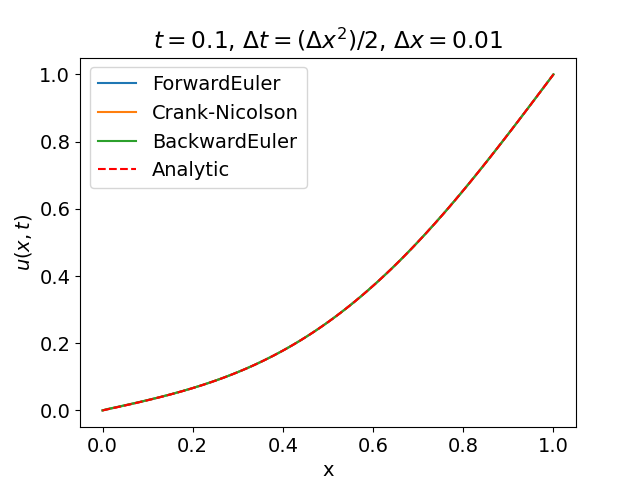 t = 0.1, Δt = (Δx²)/2, Δx = 0.01
ForwardEuler
Crank-Nicolson
BackwardEuler
Analytic
u(x, t)
1.0
0.8
0.6
0.4
0.2
0.0
0.0 0.2 0.4 0.6 0.8 1.0
x